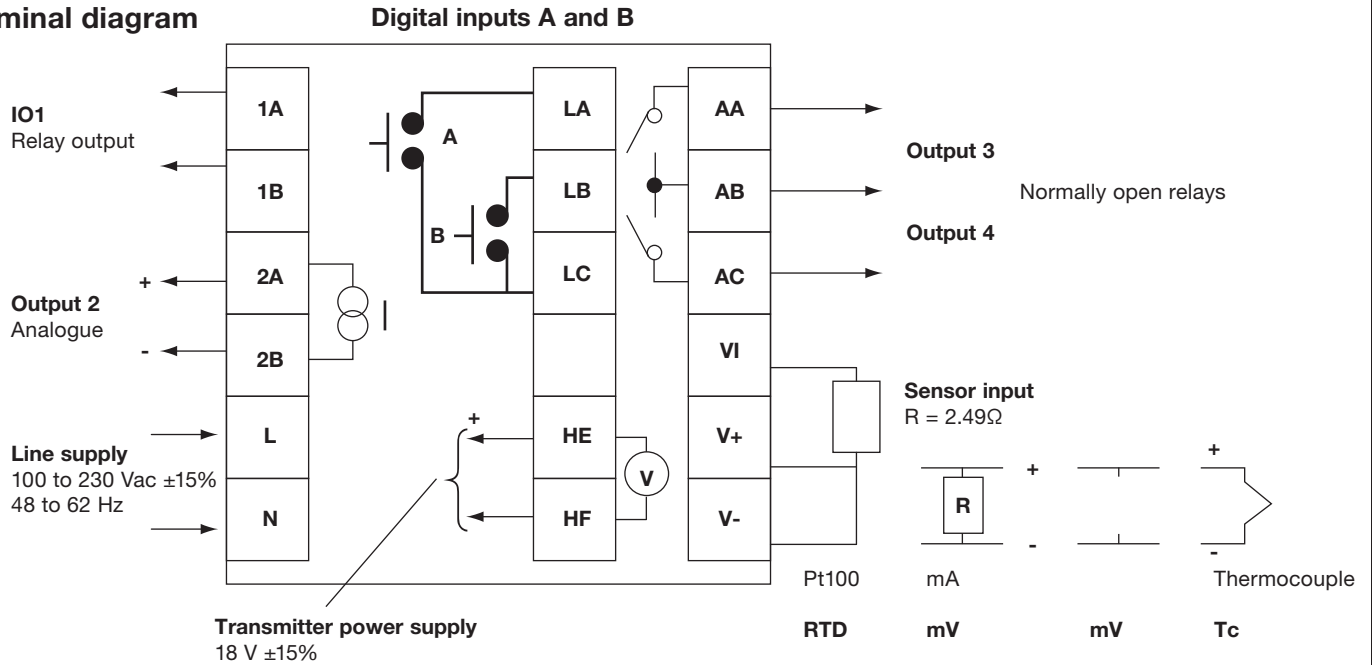 minal diagram
Digital inputs A and B
IO1
Relay output
1A
1B
Output 2
Analogue
+
-
2A
2B
Line supply
100 to 230 Vac ±15%
48 to 62 Hz
L
N
A
B
LA
LB
LC
+
HE
HF
V
AA
AB
AC
VI
V+
V-
Output 3
Normally open relays
Output 4
Sensor input
R = 2.49Ω
R
+
-
+
-
Pt100
mA
Thermocouple
RTD
mV
mV
Tc
Transmitter power supply
18 V ±15%